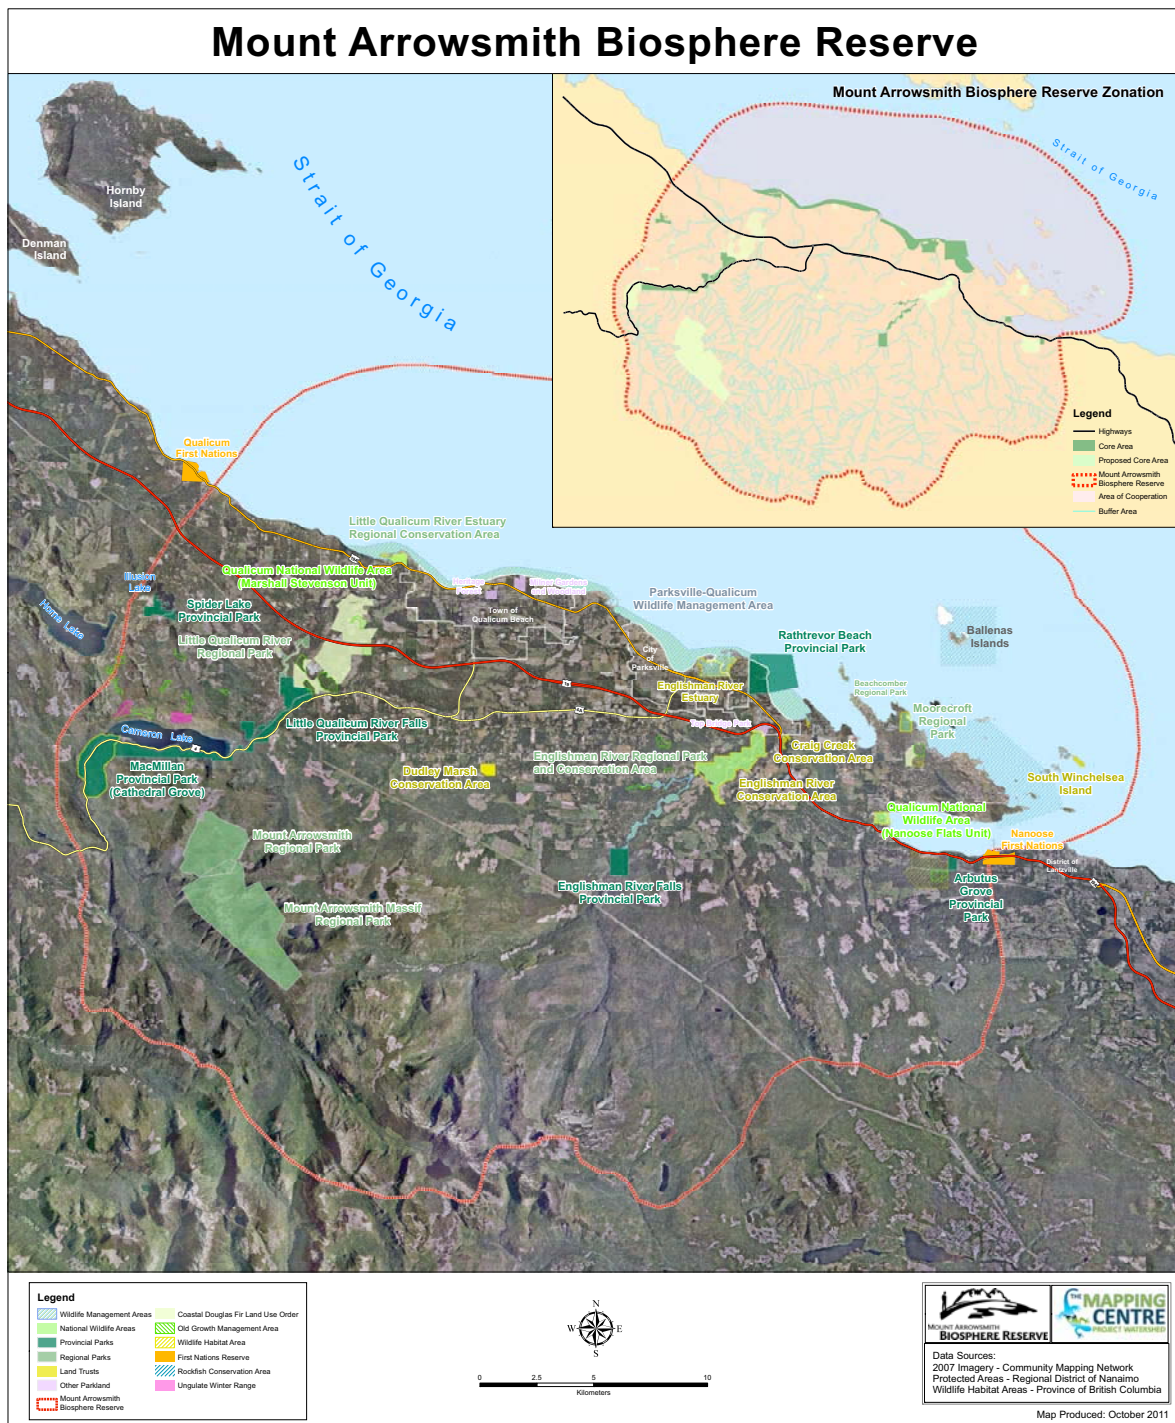 Mount Arrowsmith Biosphere Reserve
Mount Arrowsmith Biosphere Reserve Zonation
Strait of Georgia
Legend
Highways
Core Area
Proposed Core Area
Mount Arrowsmith
Biosphere Reserve
Area of Cooperation
Buffer Area
Hornby
Island
Denman
Island
Strait of Georgia
Qualicum
First Nations
Little Qualicum River Estuary
Regional Conservation Area
Qualicum National Wildlife Area
(Marshall Stevenson Unit)
Heritage
Forest
Milner Gardens
and Woodland
Town of
Qualicum Beach
Parksville-Qualicum
Wildlife Management Area
Illusion
Lake
Horne Lake
Spider Lake
Provincial Park
Little Qualicum River
Regional Park
City
of
Parksville
Rathtrevor Beach
Provincial Park
Ballenas
Islands
Englishman River
Estuary
Beachcomber
Regional Park
Moorecroft
Regional
Park
Top Bridge Park
Little Qualicum River Falls
Provincial Park
Cameron Lake
4
19
4A
MacMillan
Provincial Park
(Cathedral Grove)
Dudley Marsh
Conservation Area
Englishman River Regional Park
and Conservation Area
Craig Creek
Conservation Area
Englishman River
Conservation Area
South Winchelsea
Island
Qualicum National
Wildlife Area
(Nanoose Flats Unit)
Nanoose
First Nations
District of
Lantzville
Mount Arrowsmith
Regional Park
Mount Arrowsmith Massif
Regional Park
Englishman River Falls
Provincial Park
Arbutus
Grove
Provincial
Park
Legend
Wildlife Management Areas
National Wildlife Areas
Provincial Parks
Regional Parks
Land Trusts
Other Parkland
Mount Arrowsmith
Biosphere Reserve
Coastal Douglas Fir Land Use Order
Old Growth Management Area
Wildlife Habitat Area
First Nations Reserve
Rockfish Conservation Area
Ungulate Winter Range
N
W E
S
0 2.5 5 10
Kilometers
MOUNT ARROWSMITH
BIOSPHERE RESERVE
THE MAPPING
CENTRE
PROJECT WATERSHED
Data Sources:
2007 Imagery - Community Mapping Network
Protected Areas - Regional District of Nanaimo
Wildlife Habitat Areas - Province of British Columbia
Map Produced: October 2011